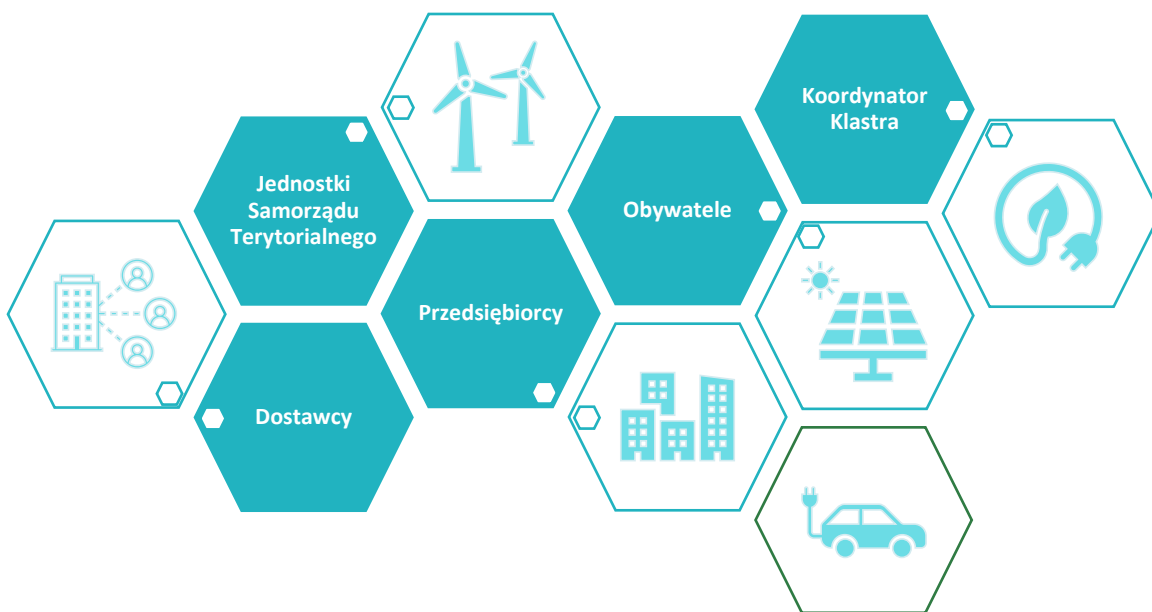 Koordynator
Klastra
Jednostki
Samorządu
Terytorialnego
Obywatele
Przedsiębiorcy
Dostawcy